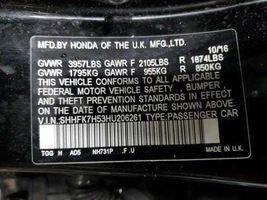 MFD. BY HONDA OF THE U.K. MFG.,LTD. 10/16
GVWR 3957LBS GAWR F 2105LBS R 1874LBS
GVWR 1795KG GAWR F 955KG R 850KG
THIS VEHICLE CONFORMS TO ALL APPLICABLE
FEDERAL MOTOR VEHICLE SAFETY, BUMPER,
AND THEFT PREVENTION STANDARDS IN EFFECT ON
THE DATE OF MANUFACTURE SHOWN ABOVE.
V.I.N.:SHHFK7H53HU206261 TYPE:PASSENGER CAR
MADE IN THE U.K.
TGG H AD5 NH731P .F .U